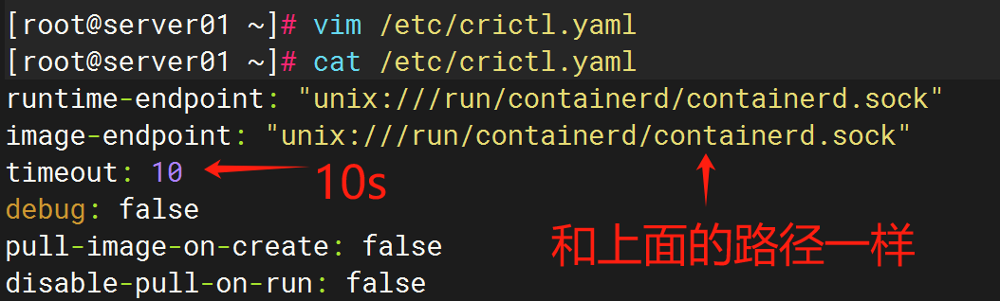 [root@server01 ~]# vim /etc/crictl.yaml
[root@server01 ~]# cat /etc/crictl.yaml
runtime-endpoint: "unix:///run/containerd/containerd.sock"
image-endpoint: "unix:///run/containerd/containerd.sock"
timeout: 10
10s
debug: false
和上面的路径一样
pull-image-on-create: false
disable-pull-on-run: false